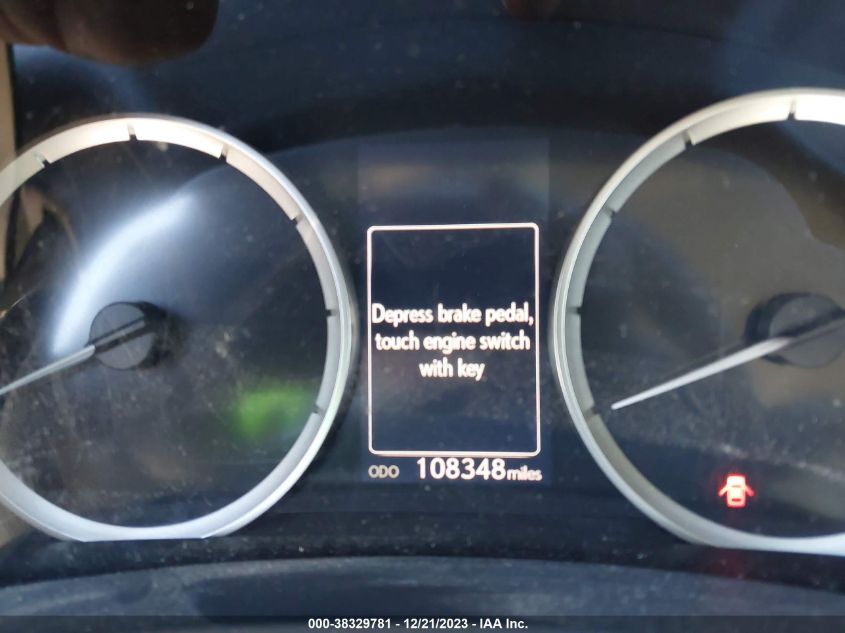 Depress brake pedal,
touch engine switch
with key
ODO 108348 miles
000-38329781 - 12/21/2023 - IAA Inc.